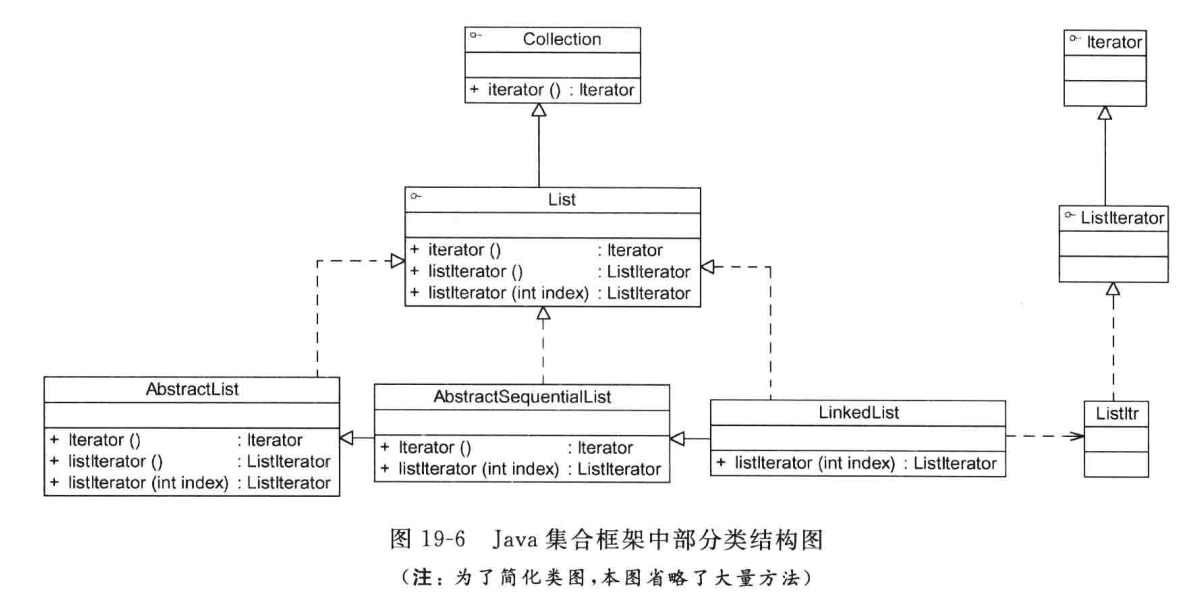 Collection
+ iterator () : Iterator
Iterator
List
+ iterator () : Iterator
+ listIterator () : ListIterator
+ listIterator (int index) : ListIterator
ListIterator
AbstractList
+ Iterator () : Iterator
+ listIterator () : ListIterator
+ listIterator (int index) : ListIterator
AbstractSequentialList
+ Iterator () : Iterator
+ listIterator (int index) : ListIterator
LinkedList
+ listIterator (int index) : ListIterator
ListItr
图 19-6 Java 集合框架中部分类结构图
(注: 为了简化类图,本图省略了大量方法)